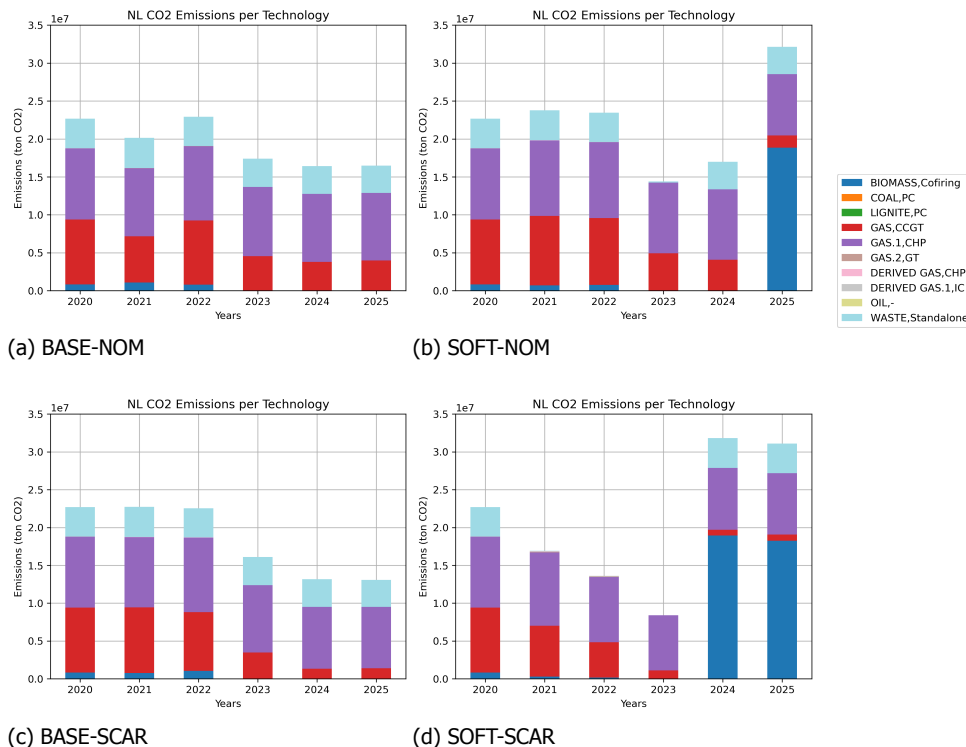 NL CO2 Emissions per Technology
1e7
3.5
3.0
2.5
2.0
1.5
1.0
0.5
0.0
Emissions (ton CO2)
2020 2021 2022 2023 2024 2025
Years
(a) BASE-NOM
NL CO2 Emissions per Technology
1e7
3.5
3.0
2.5
2.0
1.5
1.0
0.5
0.0
Emissions (ton CO2)
2020 2021 2022 2023 2024 2025
Years
(b) SOFT-NOM
BIOMASS,Cofiring
COAL,PC
LIGNITE,PC
GAS,CCGT
GAS.1,CHP
GAS.2,GT
DERIVED GAS,CHP
DERIVED GAS.1,IC
OIL,-
WASTE,Standalone
NL CO2 Emissions per Technology
1e7
3.5
3.0
2.5
2.0
1.5
1.0
0.5
0.0
Emissions (ton CO2)
2020 2021 2022 2023 2024 2025
Years
(c) BASE-SCAR
NL CO2 Emissions per Technology
1e7
3.5
3.0
2.5
2.0
1.5
1.0
0.5
0.0
Emissions (ton CO2)
2020 2021 2022 2023 2024 2025
Years
(d) SOFT-SCAR